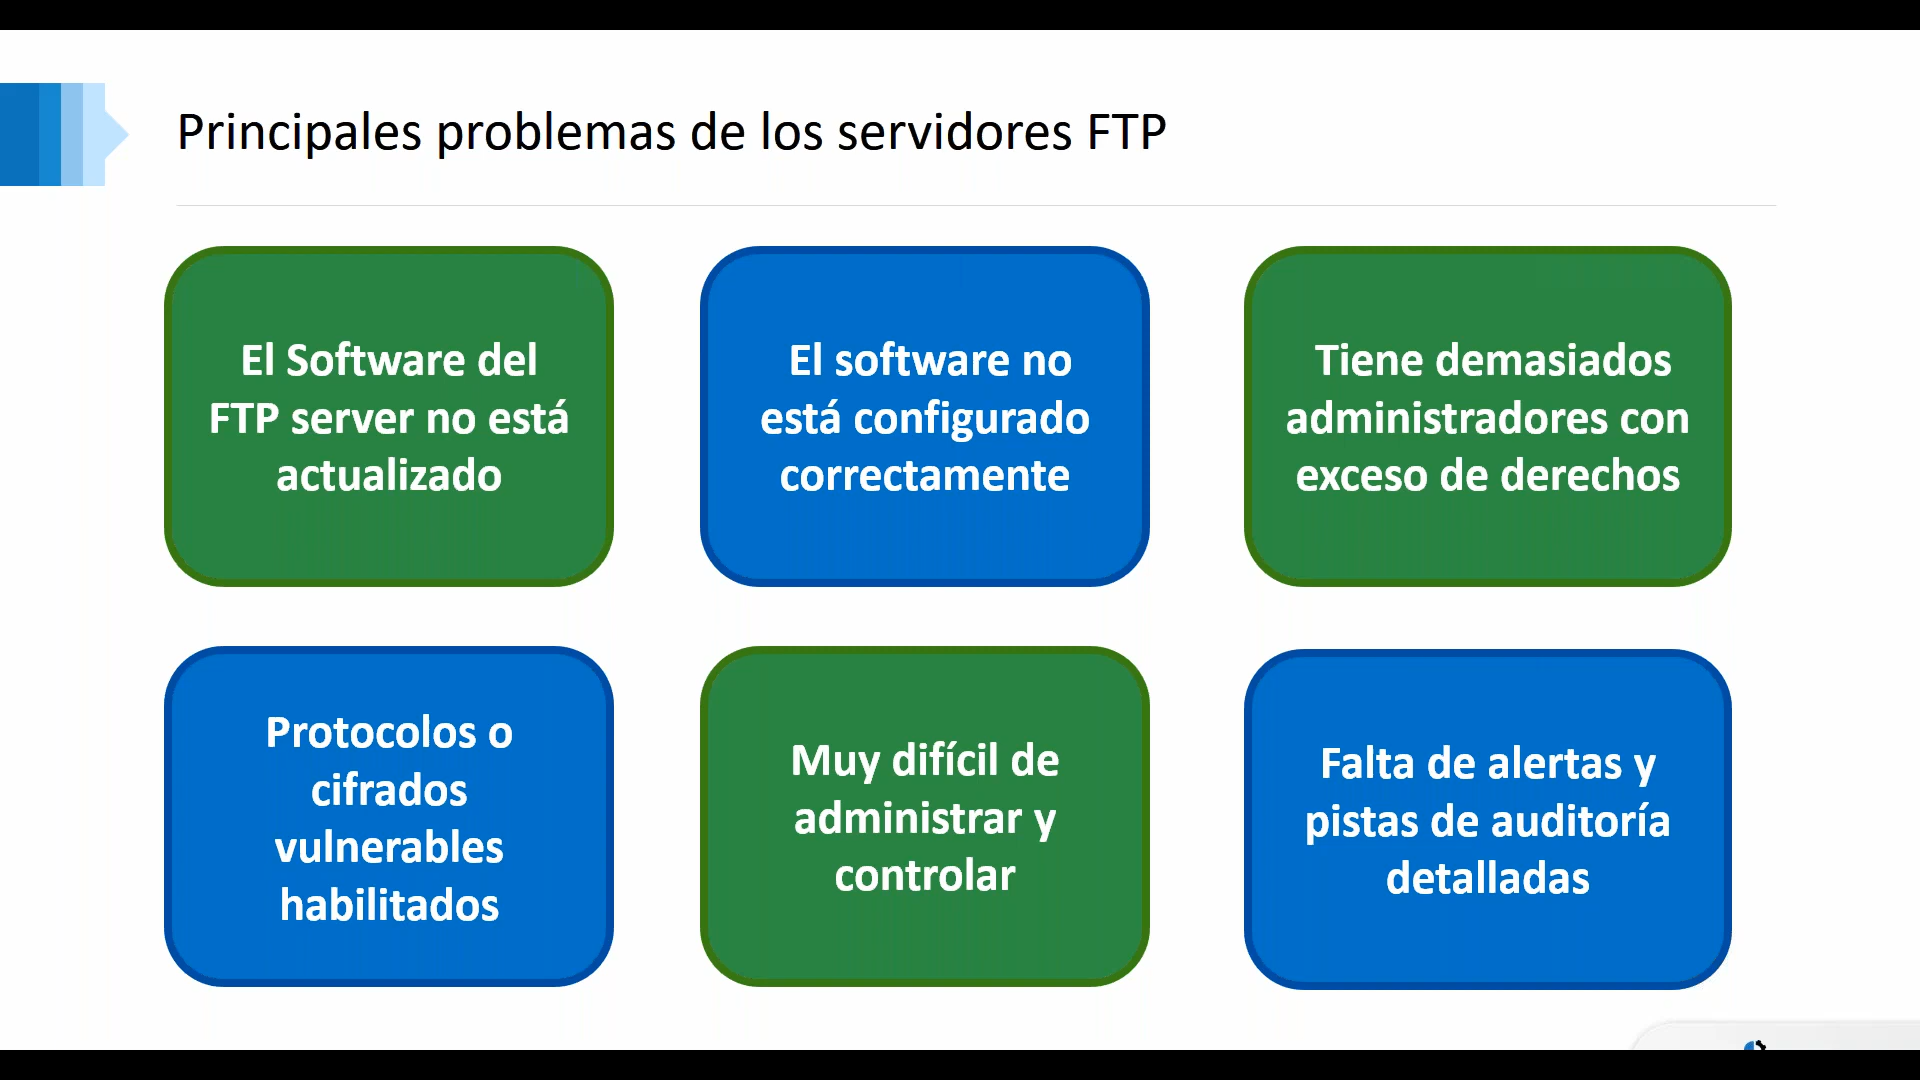 Principales problemas de los servidores FTP
El Software del
FTP server no está
actualizado
El software no
está configurado
correctamente
Tiene demasiados
administradores con
exceso de derechos
Protocolos o
cifrados
vulnerables
habilitados
Muy difícil de
administrar y
controlar
Falta de alertas y
pistas de auditoría
detalladas